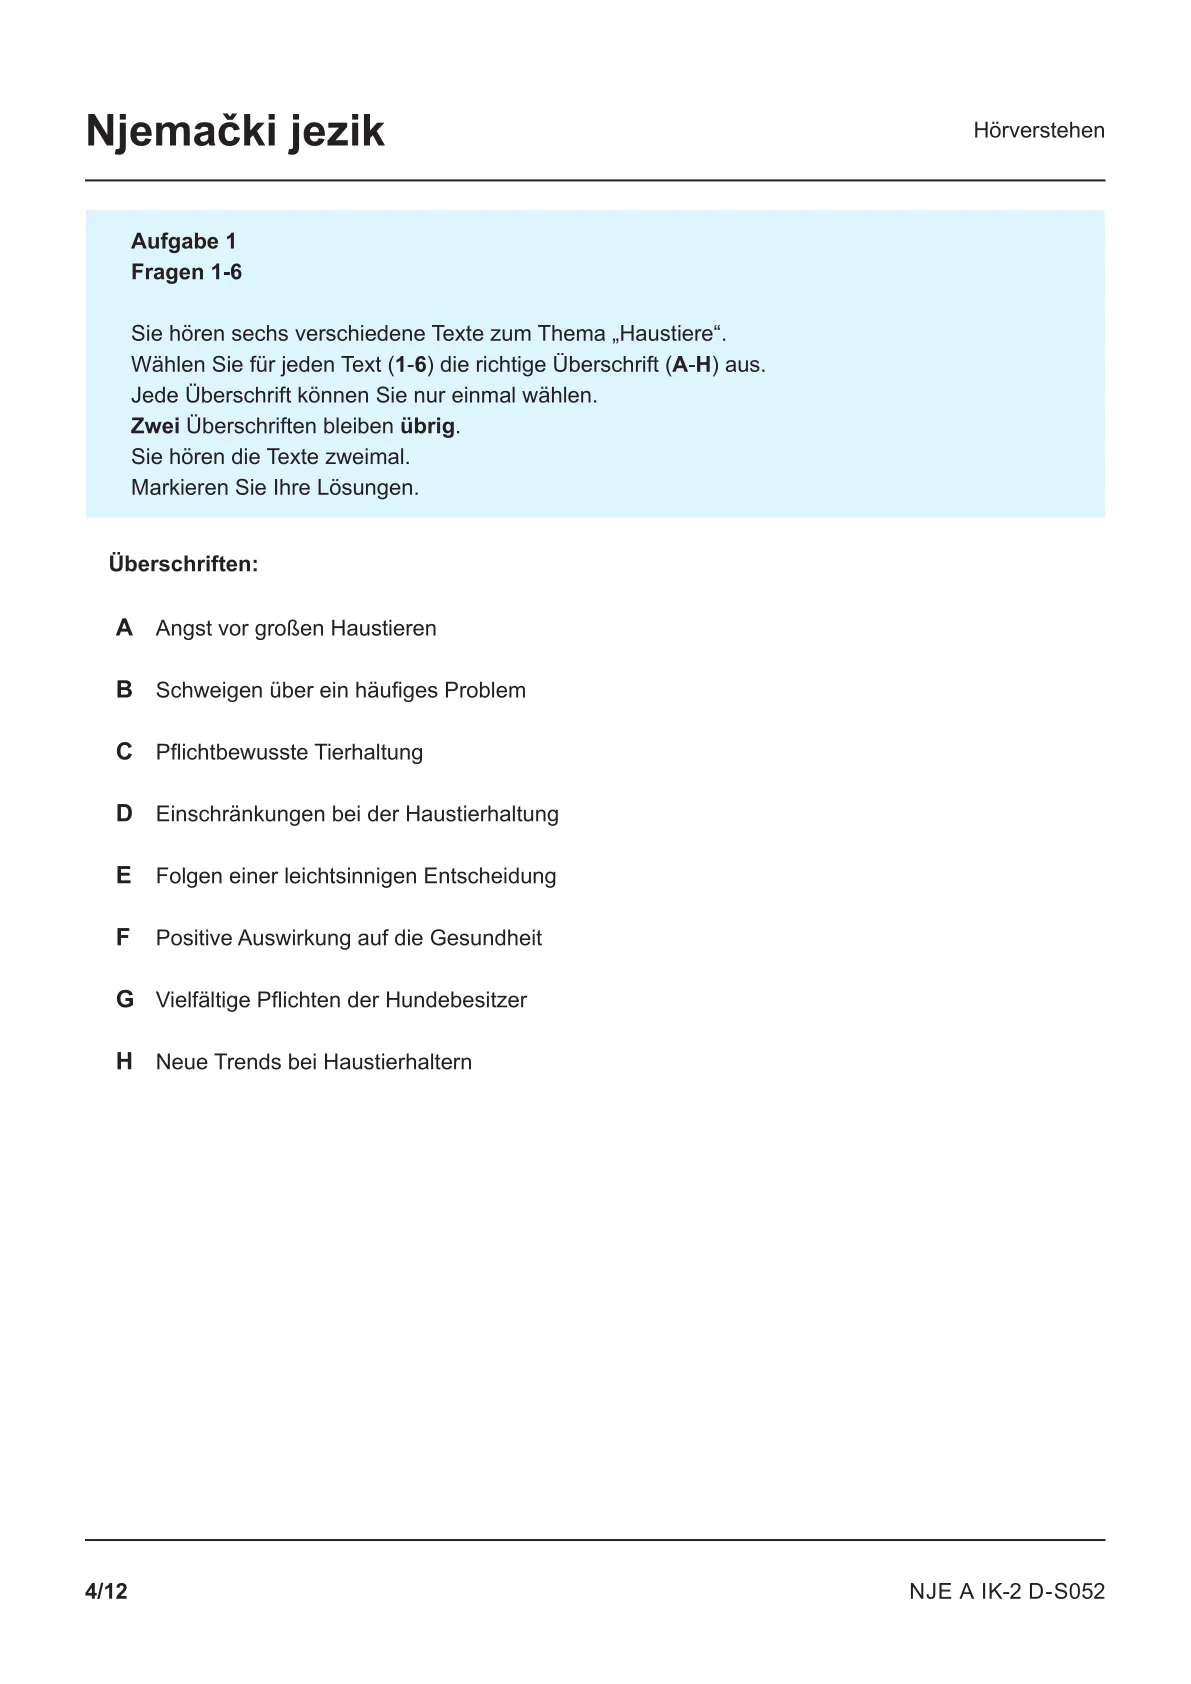 Njemački jezik
Hörverstehen
Aufgabe 1
Fragen 1-6
Sie hören sechs verschiedene Texte zum Thema „Haustiere“.
Wählen Sie für jeden Text (1-6) die richtige Überschrift (A-H) aus.
Jede Überschrift können Sie nur einmal wählen.
Zwei Überschriften bleiben übrig.
Sie hören die Texte zweimal.
Markieren Sie Ihre Lösungen.
Überschriften:
A Angst vor großen Haustieren
B Schweigen über ein häufiges Problem
C Pflichtbewusste Tierhaltung
D Einschränkungen bei der Haustierhaltung
E Folgen einer leichtsinnigen Entscheidung
F Positive Auswirkung auf die Gesundheit
G Vielfältige Pflichten der Hundebesitzer
H Neue Trends bei Haustierhaltern
4/12
NJE A IK-2 D-S052